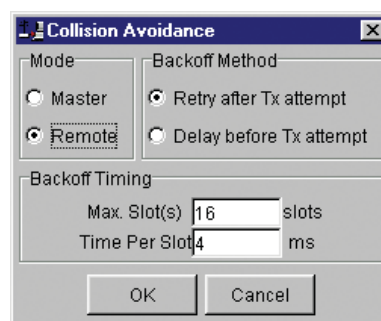 Collision Avoidance
Mode
Backoff Method
Master
Retry after Tx attempt
Remote
Delay before Tx attempt
Backoff Timing
Max. Slot(s) 16 slots
Time Per Slot 4 ms
OK Cancel